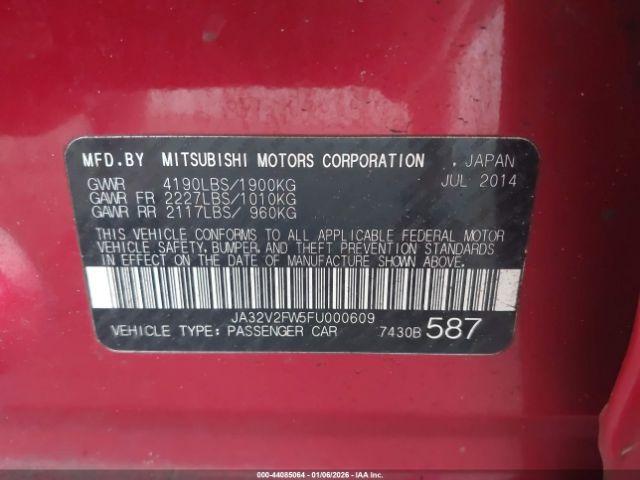 MFD.BY MITSUBISHI MOTORS CORPORATION , JAPAN
GVWR 4190LBS/1900KG JUL 2014
GAWR FR 2227LBS/1010KG
GAWR RR 2117LBS/ 960KG
THIS VEHICLE CONFORMS TO ALL APPLICABLE FEDERAL MOTOR
VEHICLE SAFETY, BUMPER, AND THEFT PREVENTION STANDARDS
IN EFFECT ON THE DATE OF MANUFACTURE SHOWN ABOVE.
JA32V2FW5FU000609
VEHICLE TYPE: PASSENGER CAR 7430B 587
000-44085064 - 01/06/2026 - © IAA Holdings, LLC